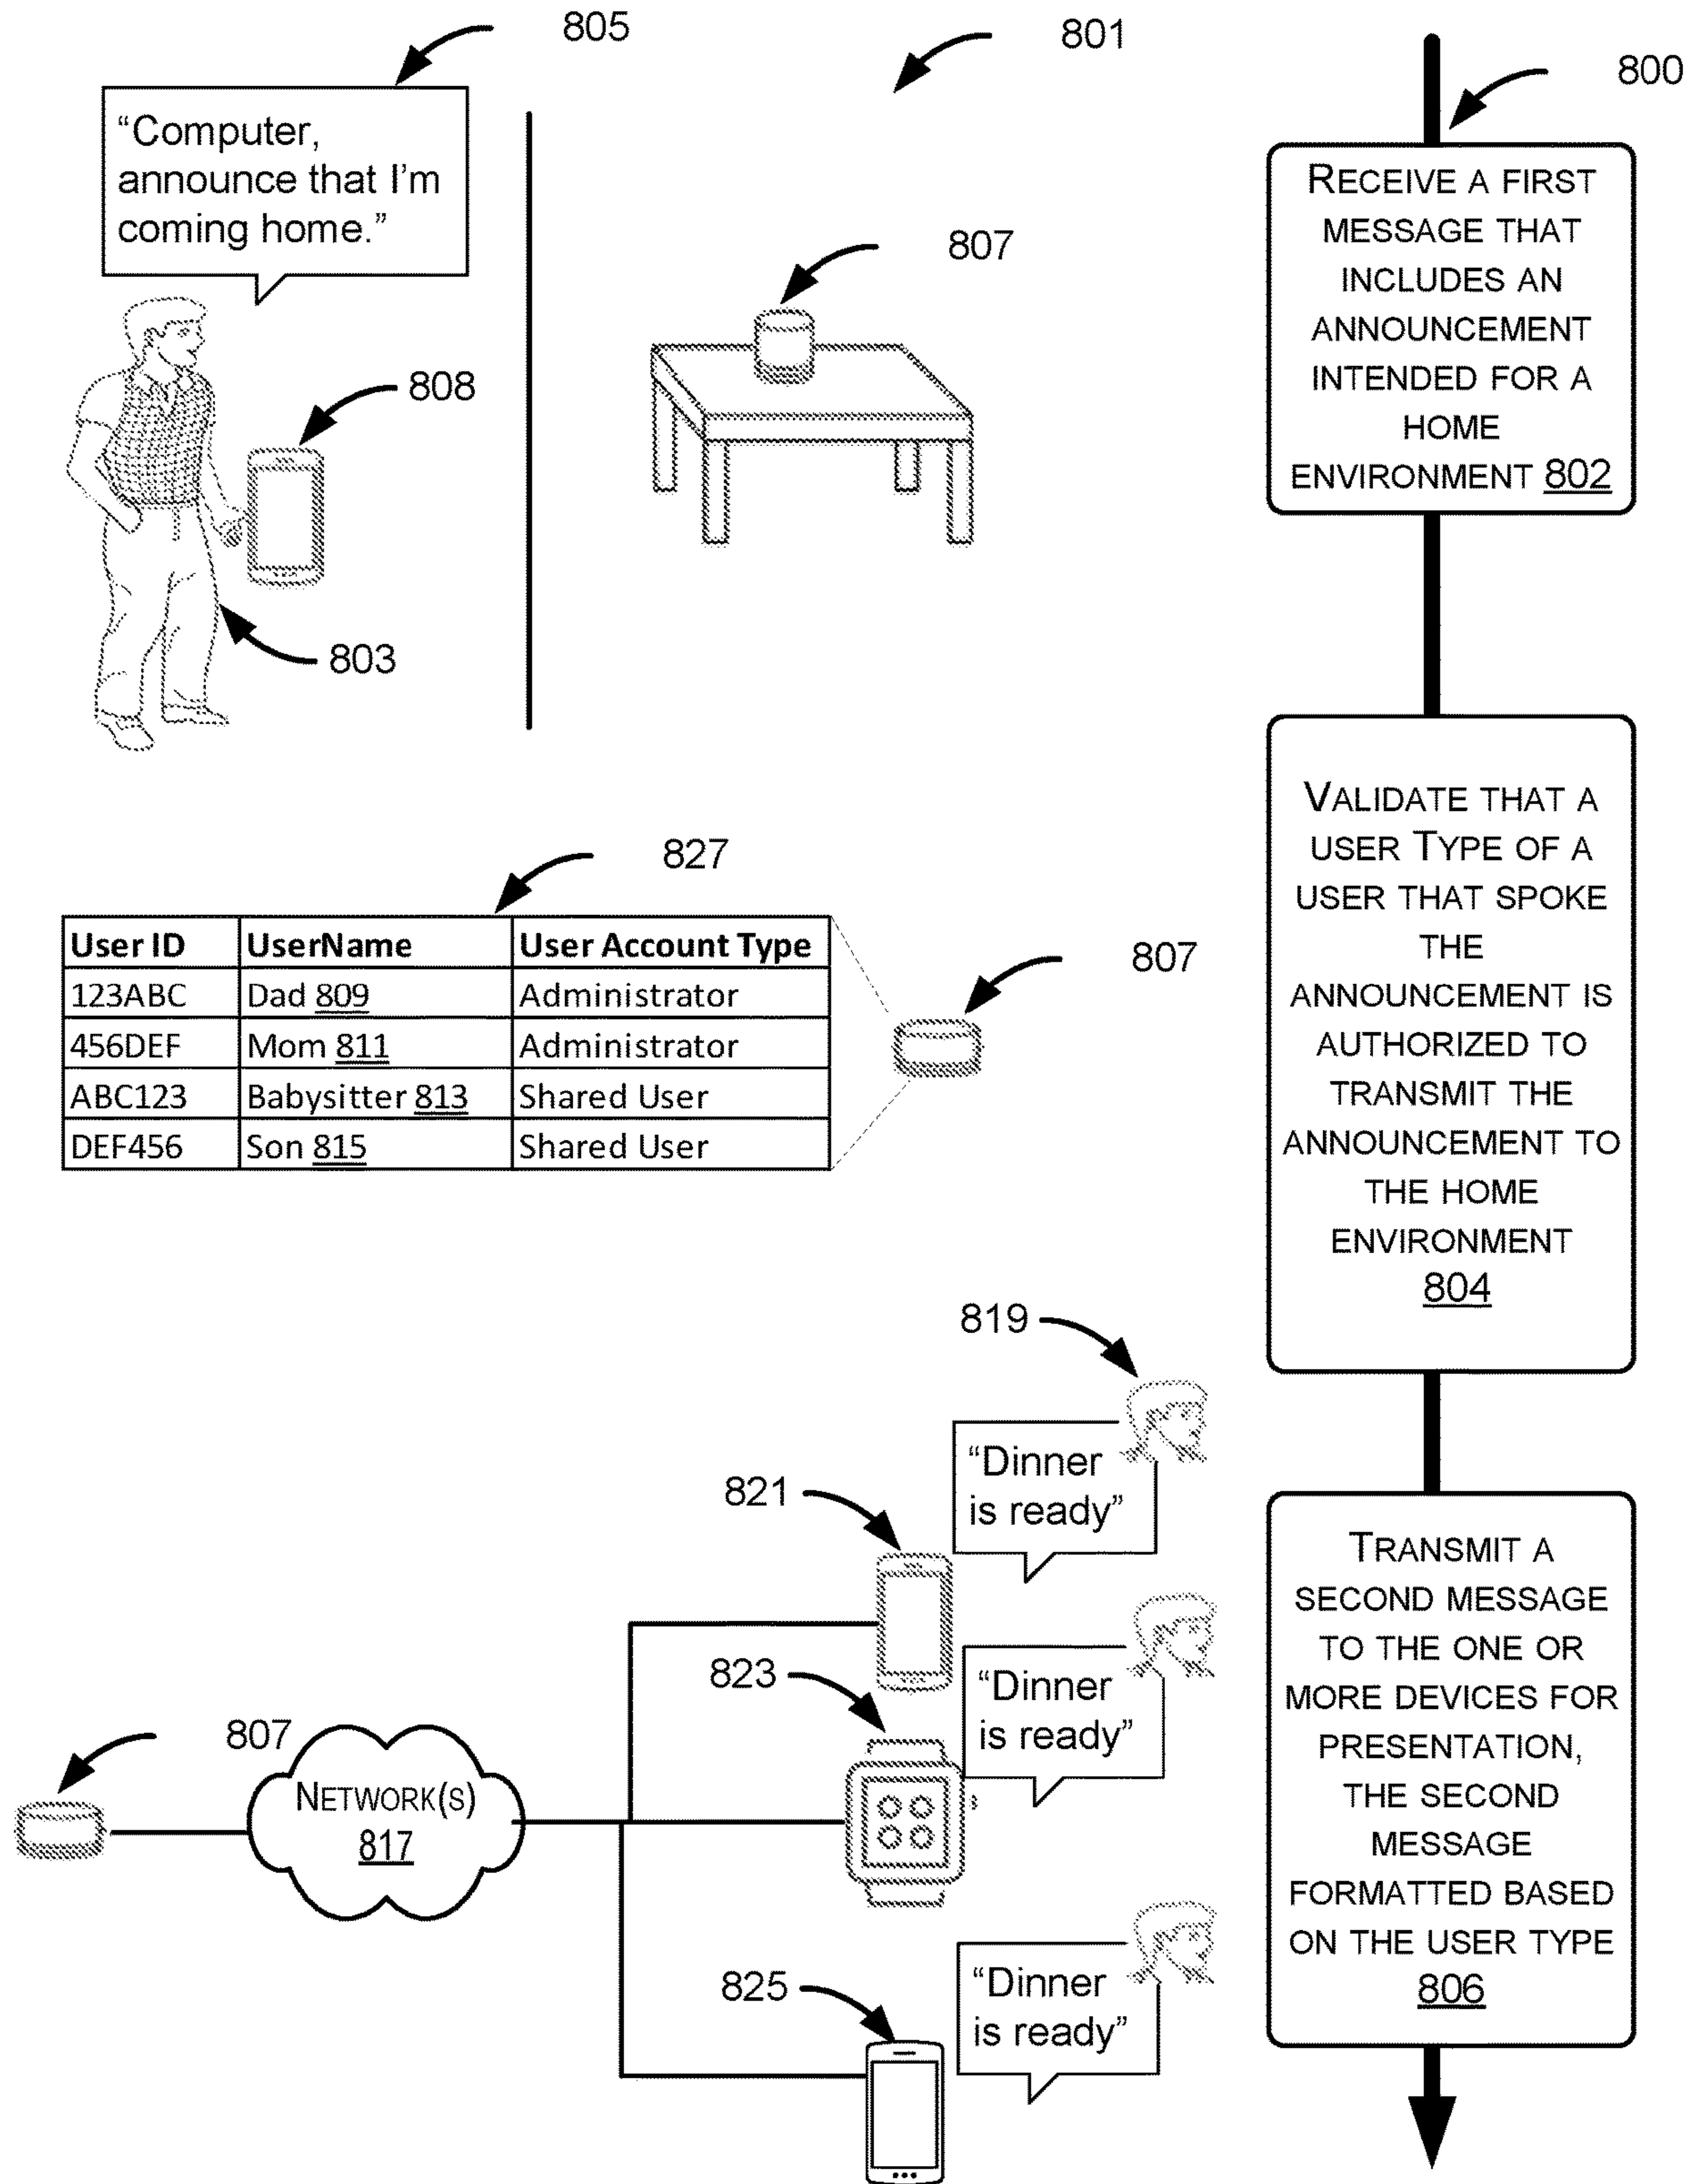 805
801
800
“Computer,
announce that I’m
coming home.”
807
808
803
RECEIVE A FIRST
MESSAGE THAT
INCLUDES AN
ANNOUNCEMENT
INTENDED FOR A
HOME
ENVIRONMENT 802
827
User ID UserName User Account Type
123ABC Dad 809 Administrator
456DEF Mom 811 Administrator
ABC123 Babysitter 813 Shared User
DEF456 Son 815 Shared User
807
VALIDATE THAT A
USER TYPE OF A
USER THAT SPOKE
THE
ANNOUNCEMENT IS
AUTHORIZED TO
TRANSMIT THE
ANNOUNCEMENT TO
THE HOME
ENVIRONMENT
804
819
“Dinner
is ready”
821
823
“Dinner
is ready”
807
NETWORK(S)
817
825
“Dinner
is ready”
TRANSMIT A
SECOND MESSAGE
TO THE ONE OR
MORE DEVICES FOR
PRESENTATION,
THE SECOND
MESSAGE
FORMATTED BASED
ON THE USER TYPE
806